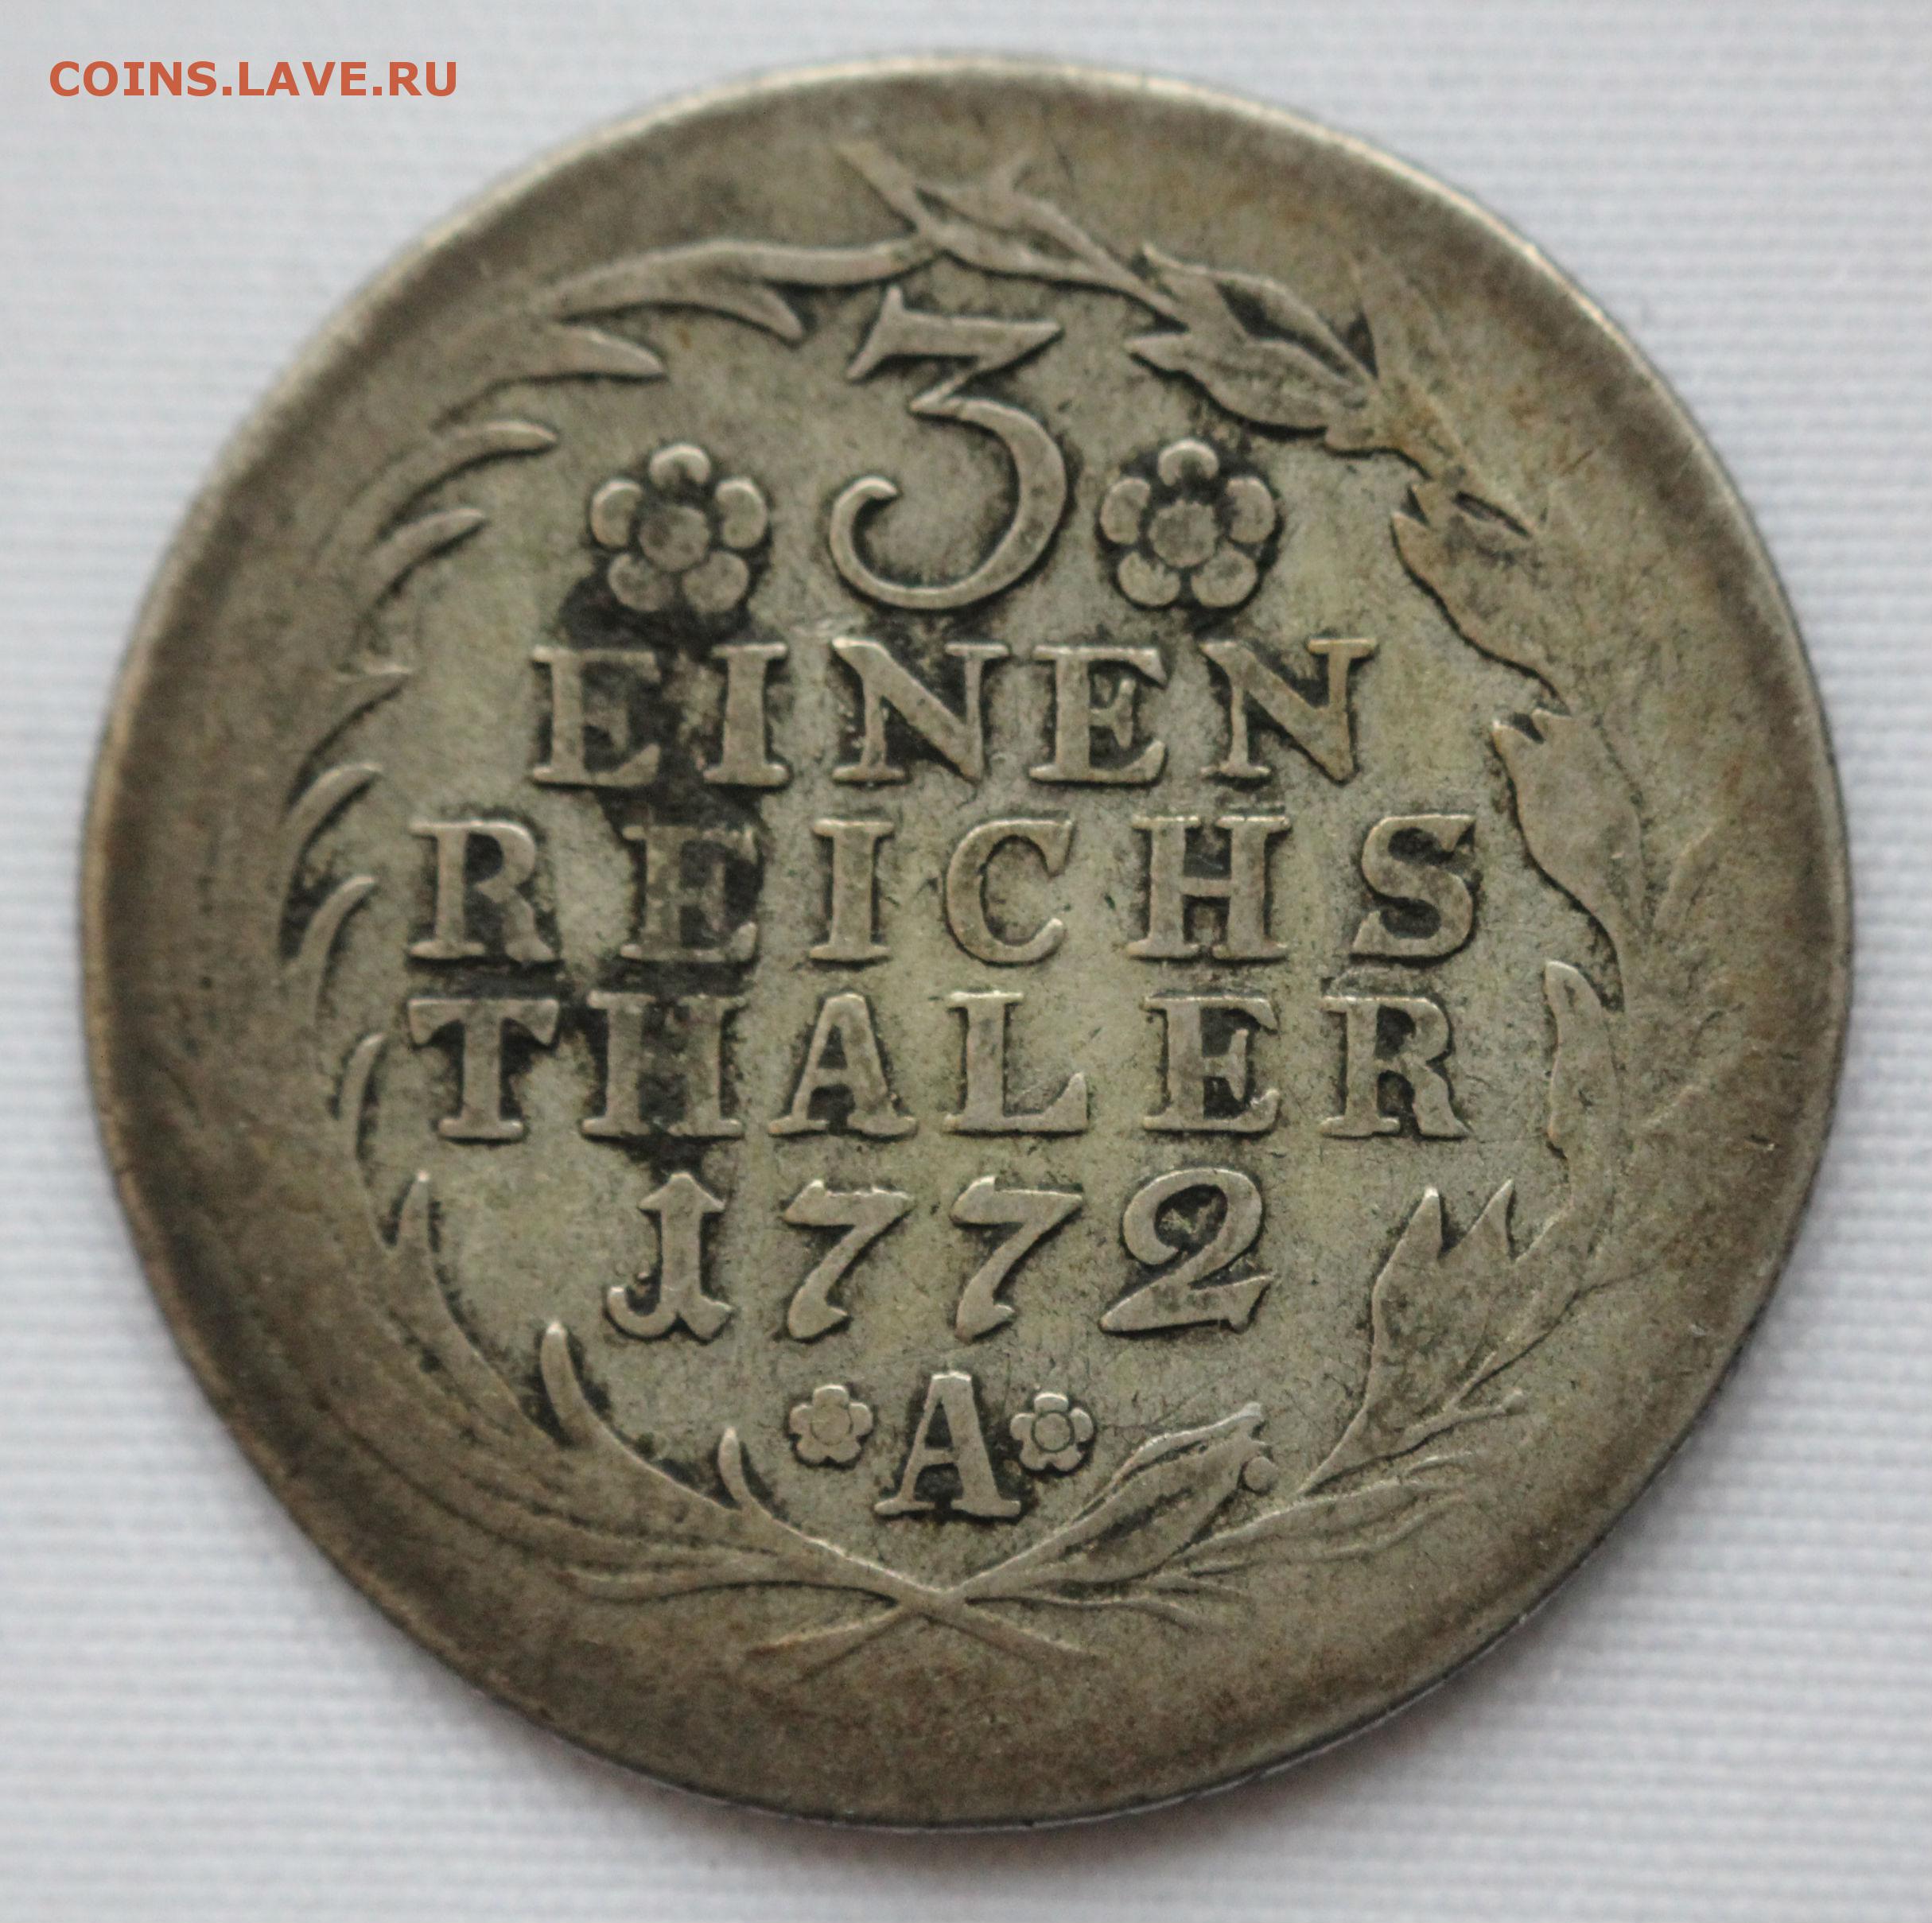 COINS.LAVE.RU
3
EINEN
REICHS
THALER
1772
A